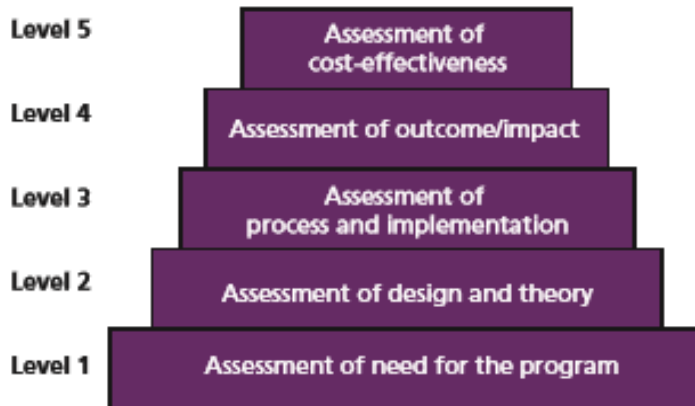 Level 5
Assessment of
cost-effectiveness
Level 4
Assessment of outcome/impact
Level 3
Assessment of
process and implementation
Level 2
Assessment of design and theory
Level 1
Assessment of need for the program